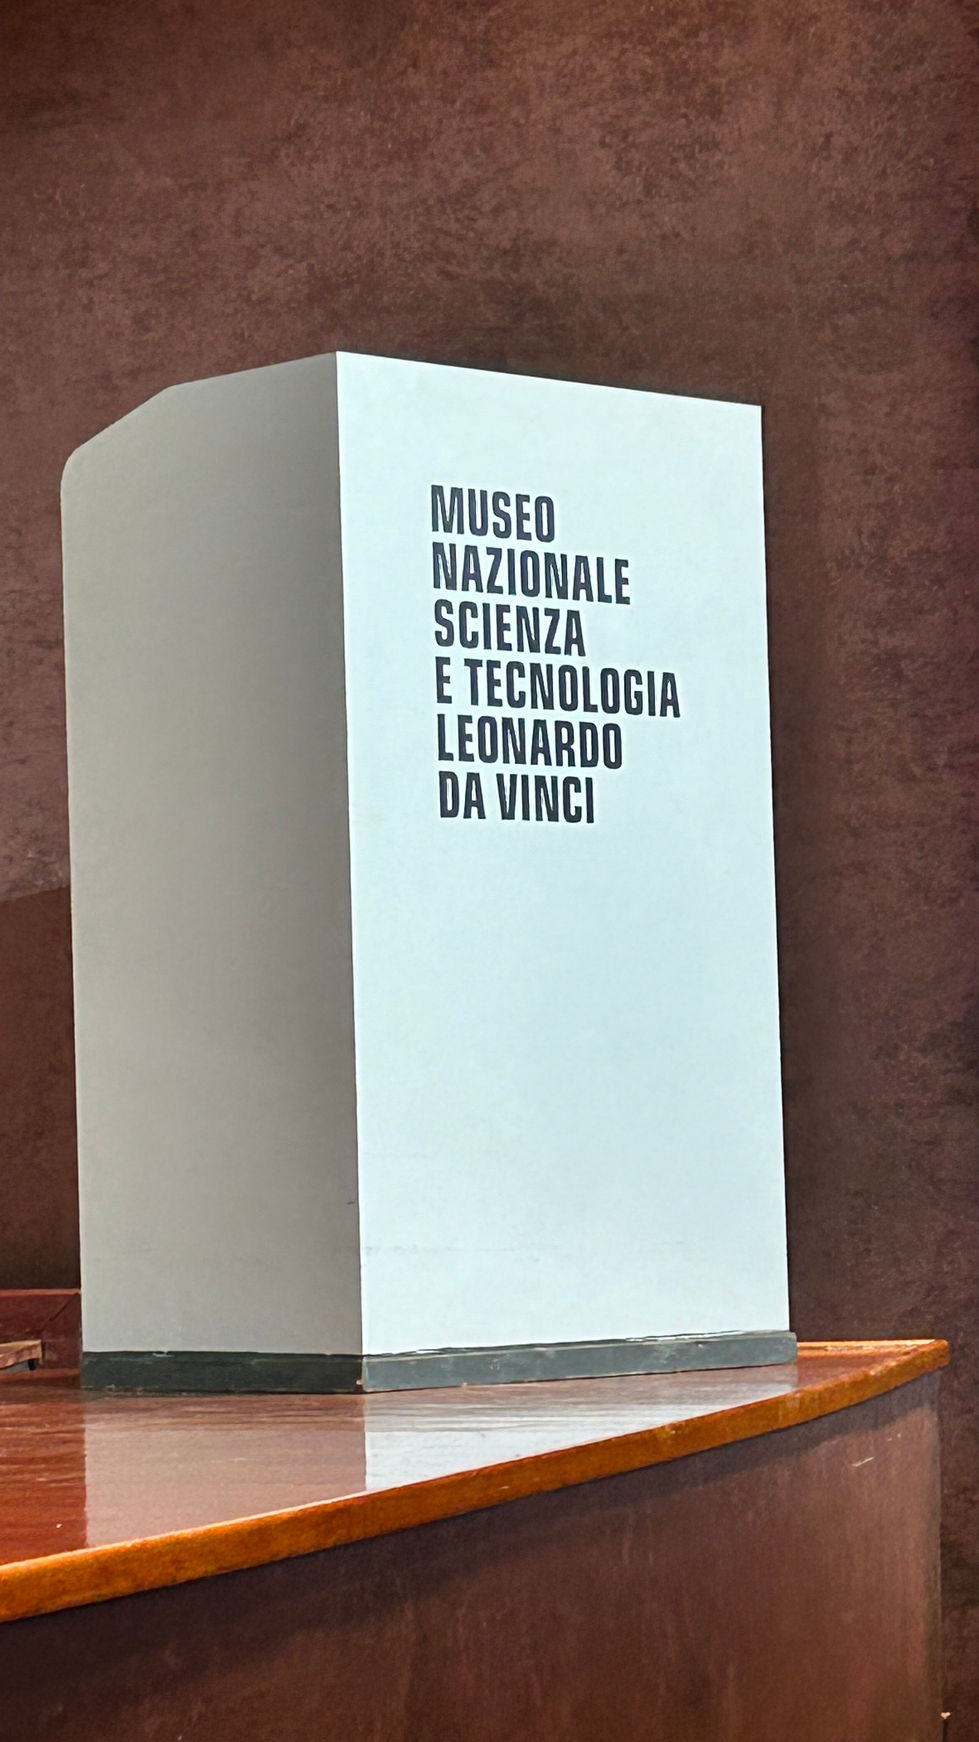 MUSEO
NAZIONALE
SCIENZA
E TECNOLOGIA
LEONARDO
DA VINCI